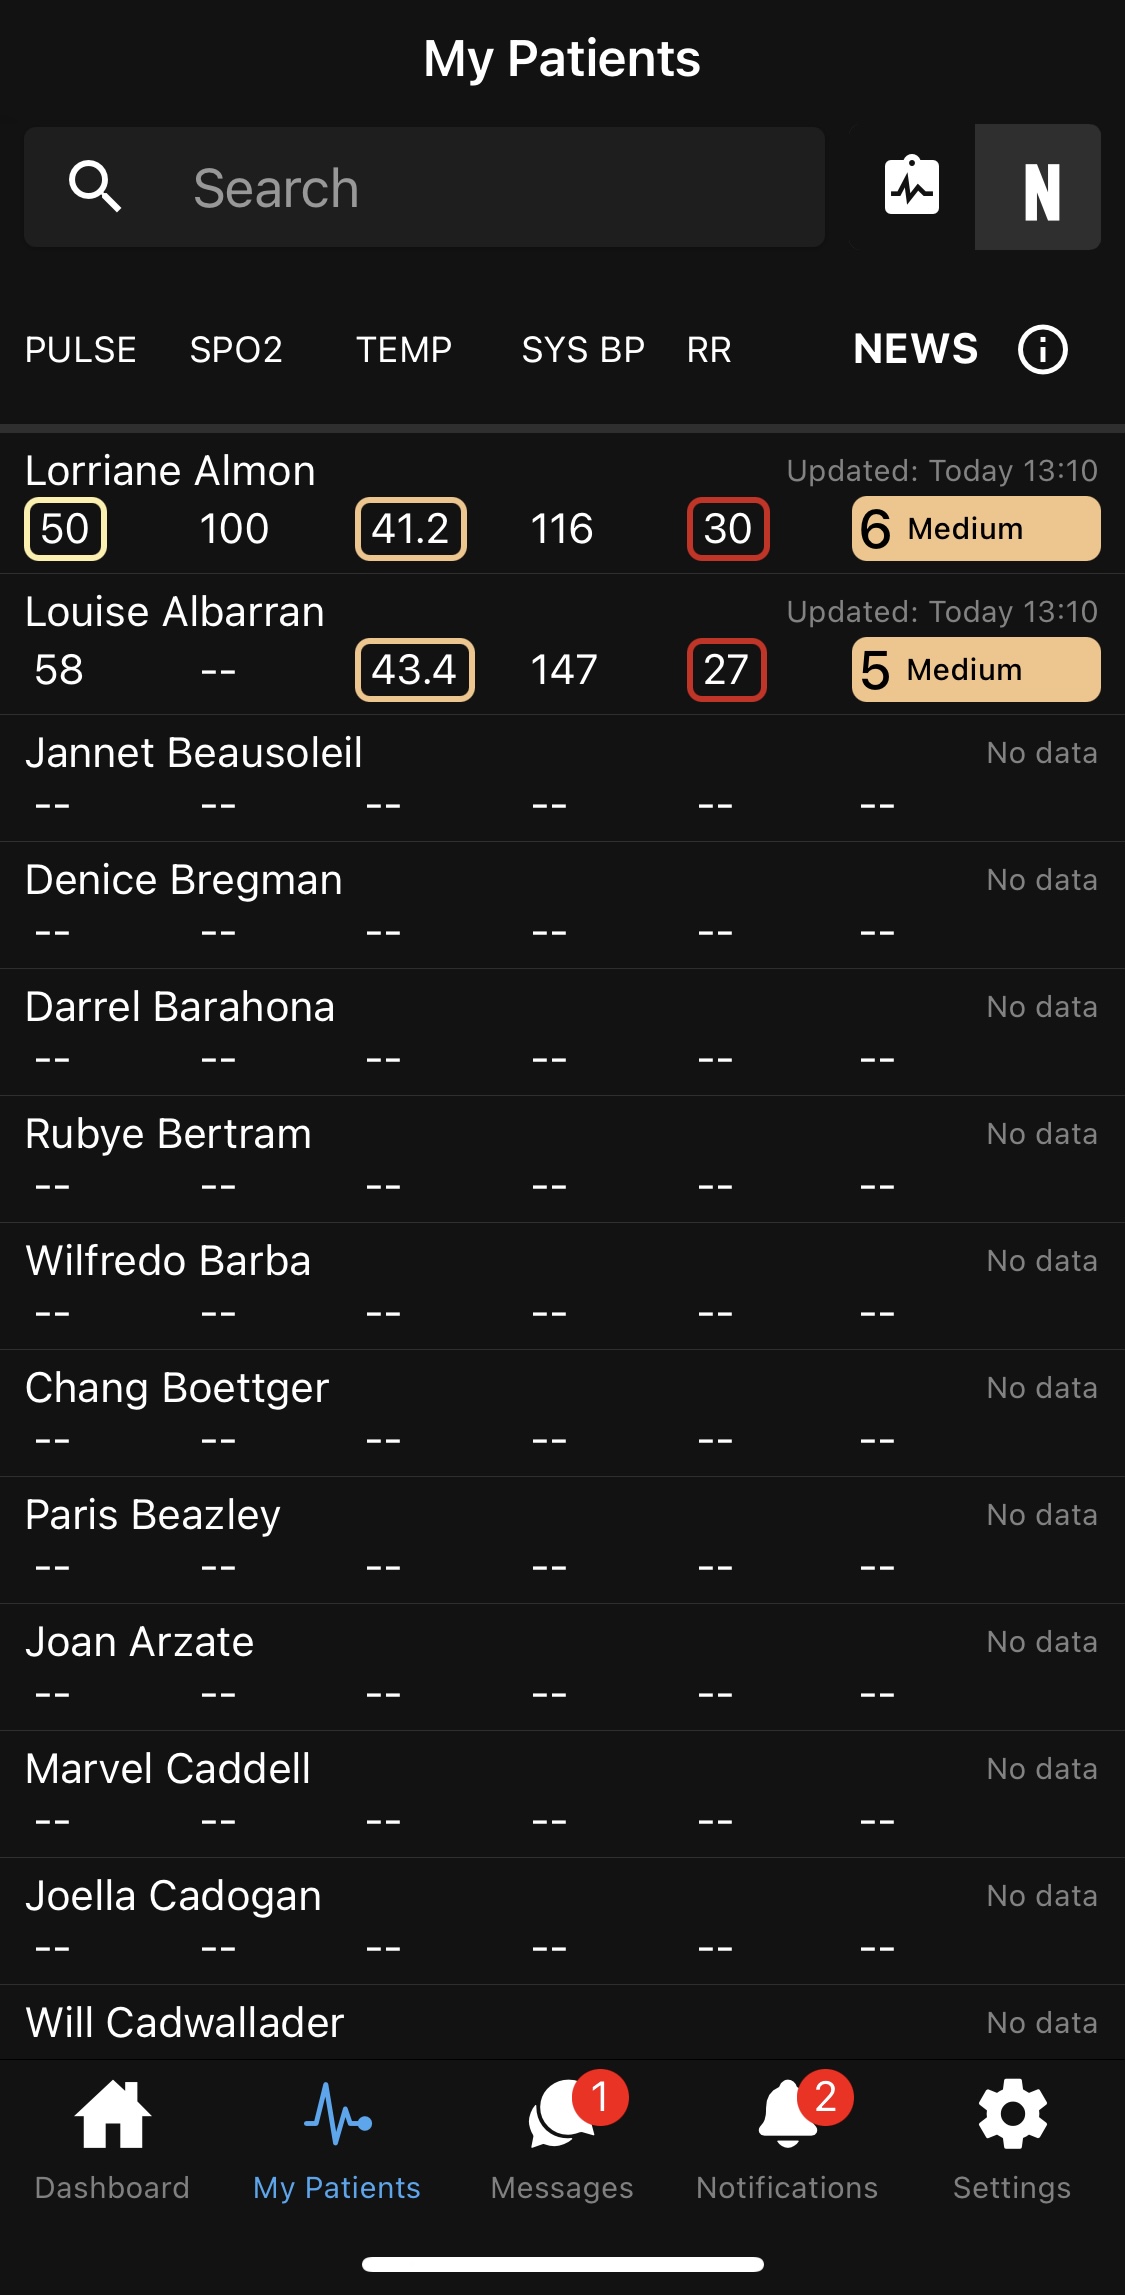 My Patients
Search
N
PULSE SPO2 TEMP SYS BP RR NEWS
Lorriane Almon Updated: Today 13:10
50 100 41.2 116 30 6 Medium
Louise Albarran Updated: Today 13:10
58 -- 43.4 147 27 5 Medium
Jannet Beausoleil No data
-- -- -- -- -- --
Denice Bregman No data
-- -- -- -- -- --
Darrel Barahona No data
-- -- -- -- -- --
Rubye Bertram No data
-- -- -- -- -- --
Wilfredo Barba No data
-- -- -- -- -- --
Chang Boettger No data
-- -- -- -- -- --
Paris Beazley No data
-- -- -- -- -- --
Joan Arzate No data
-- -- -- -- -- --
Marvel Caddell No data
-- -- -- -- -- --
Joella Cadogan No data
-- -- -- -- -- --
Will Cadwallader No data
1 2
Dashboard My Patients Messages Notifications Settings